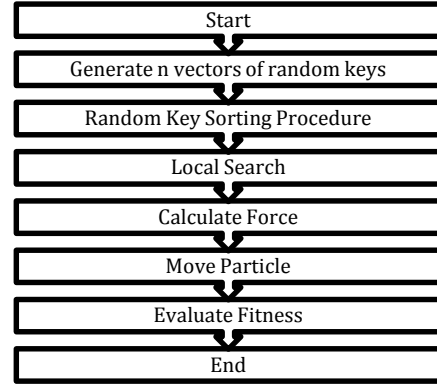 Start
Generate n vectors of random keys
Random Key Sorting Procedure
Local Search
Calculate Force
Move Particle
Evaluate Fitness
End